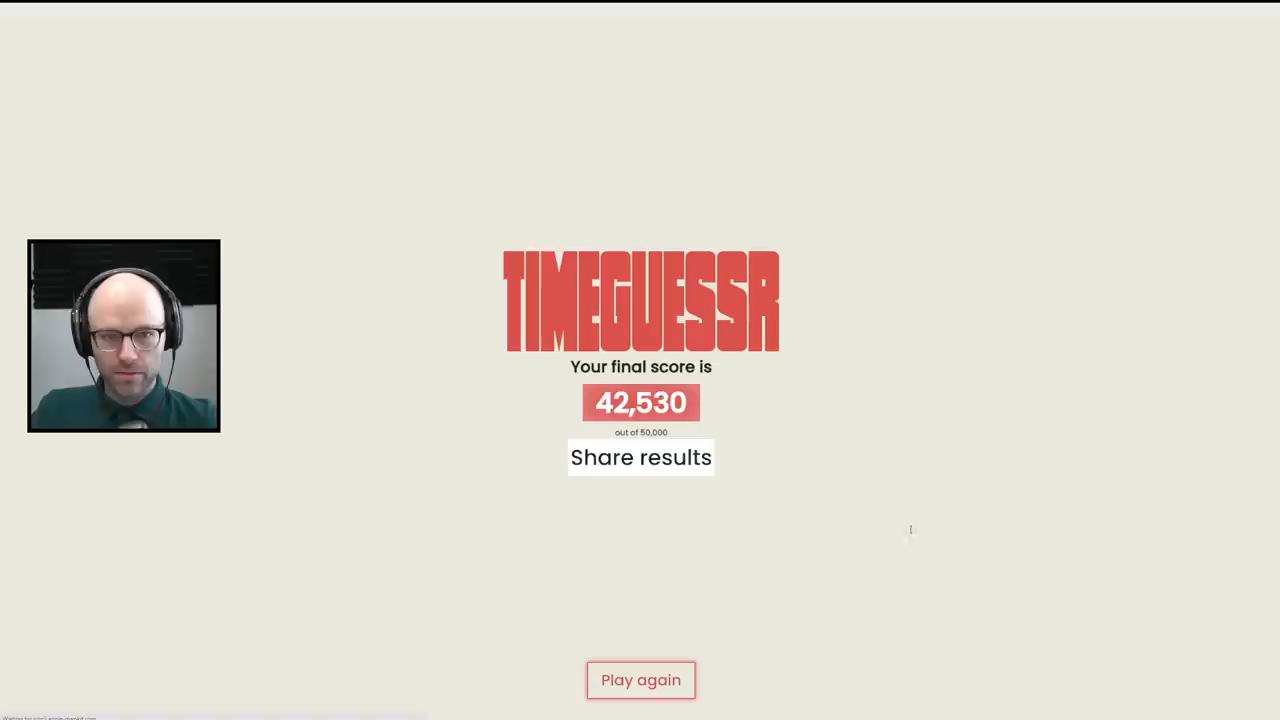 TIMEGUESSR
Your final score is
42,530
out of 50,000
Share results
Play again